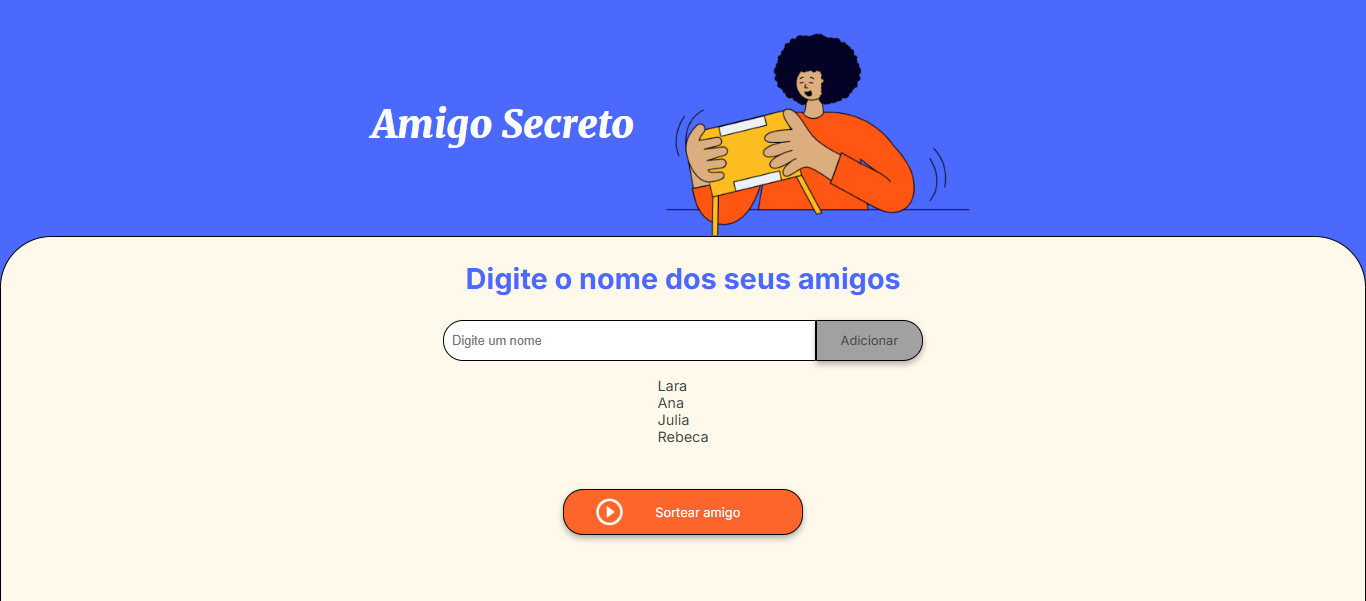 Amigo Secreto
Digite o nome dos seus amigos
Digite um nome
Adicionar
Lara
Ana
Julia
Rebeca
Sortear amigo